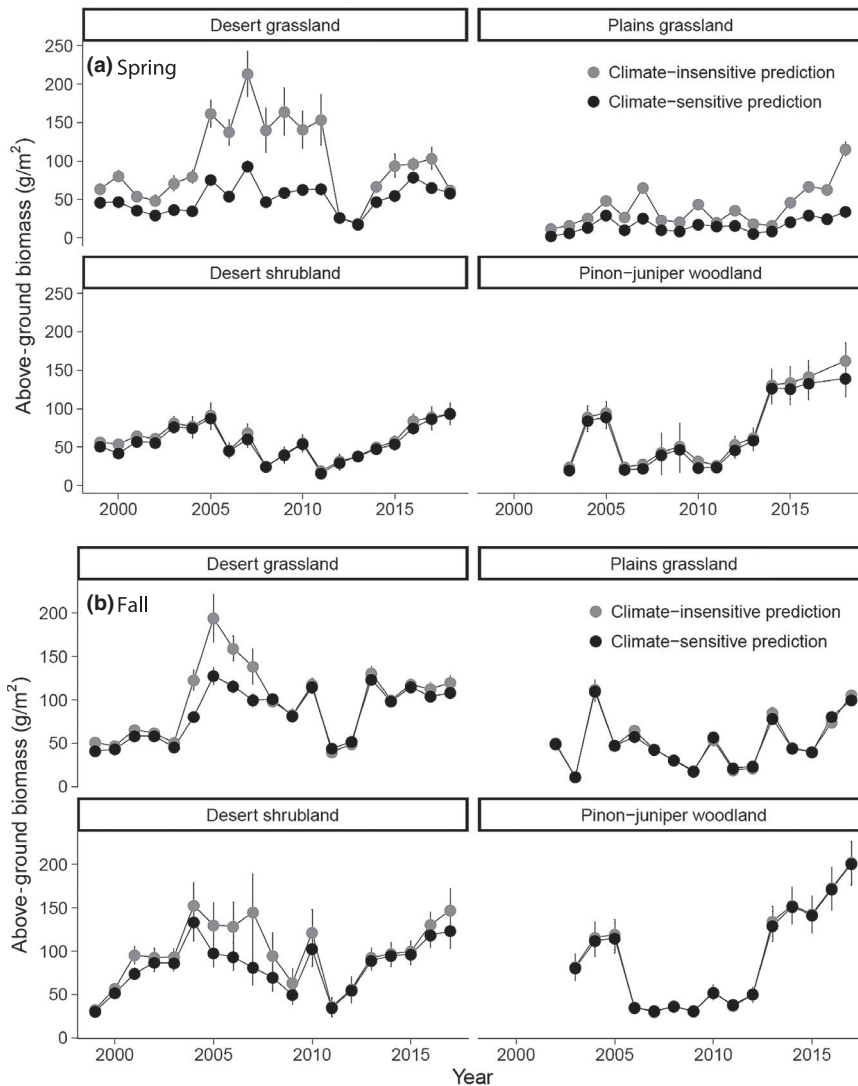 Desert grassland Plains grassland
(a) Spring
Climate−insensitive prediction
Climate−sensitive prediction
250
200
150
100
50
0
Desert shrubland Pinon−juniper woodland
250
200
150
100
50
0
Above−ground biomass (g/m²)
2000 2005 2010 2015 2000 2005 2010 2015
Desert grassland Plains grassland
(b) Fall
Climate−insensitive prediction
Climate−sensitive prediction
200
150
100
50
0
Desert shrubland Pinon−juniper woodland
200
150
100
50
0
Above−ground biomass (g/m²)
2000 2005 2010 2015 2000 2005 2010 2015
Year